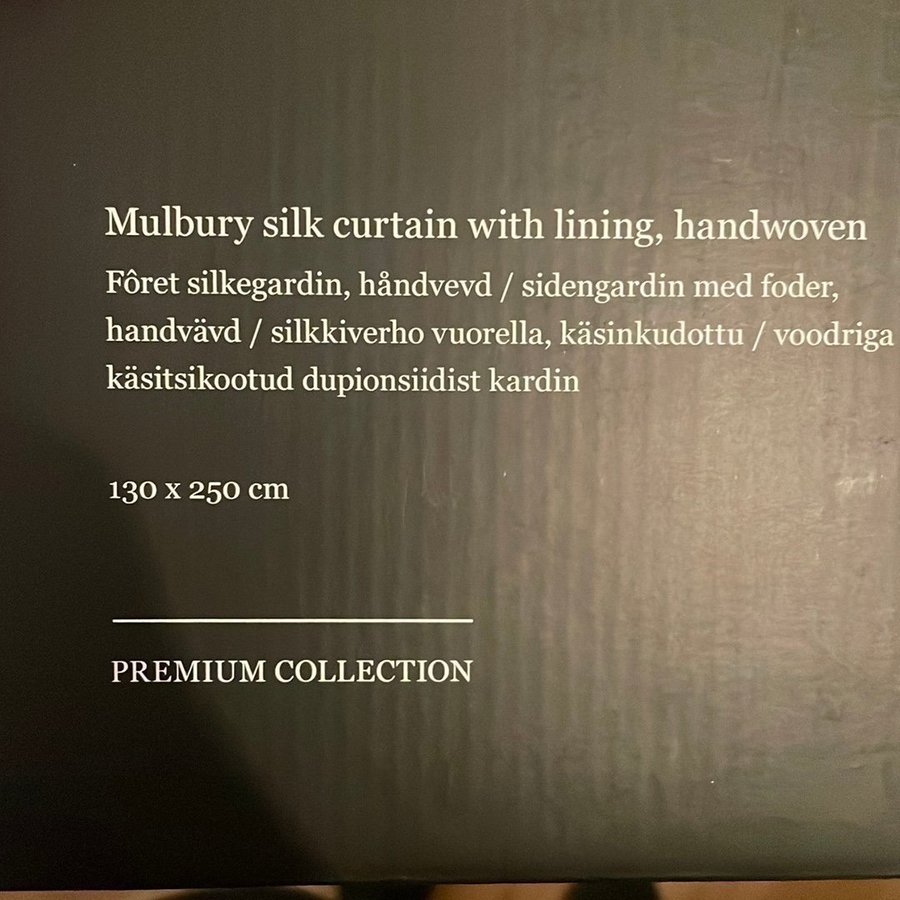 Mulbury silk curtain with lining, handwoven
Fôret silkegardin, håndvevd / sidengardin med foder,
handvävd / silkkiverho vuorella, käsinkudottu / voodriga
käsitsikootud dupionsiidist kardin
130 x 250 cm
PREMIUM COLLECTION